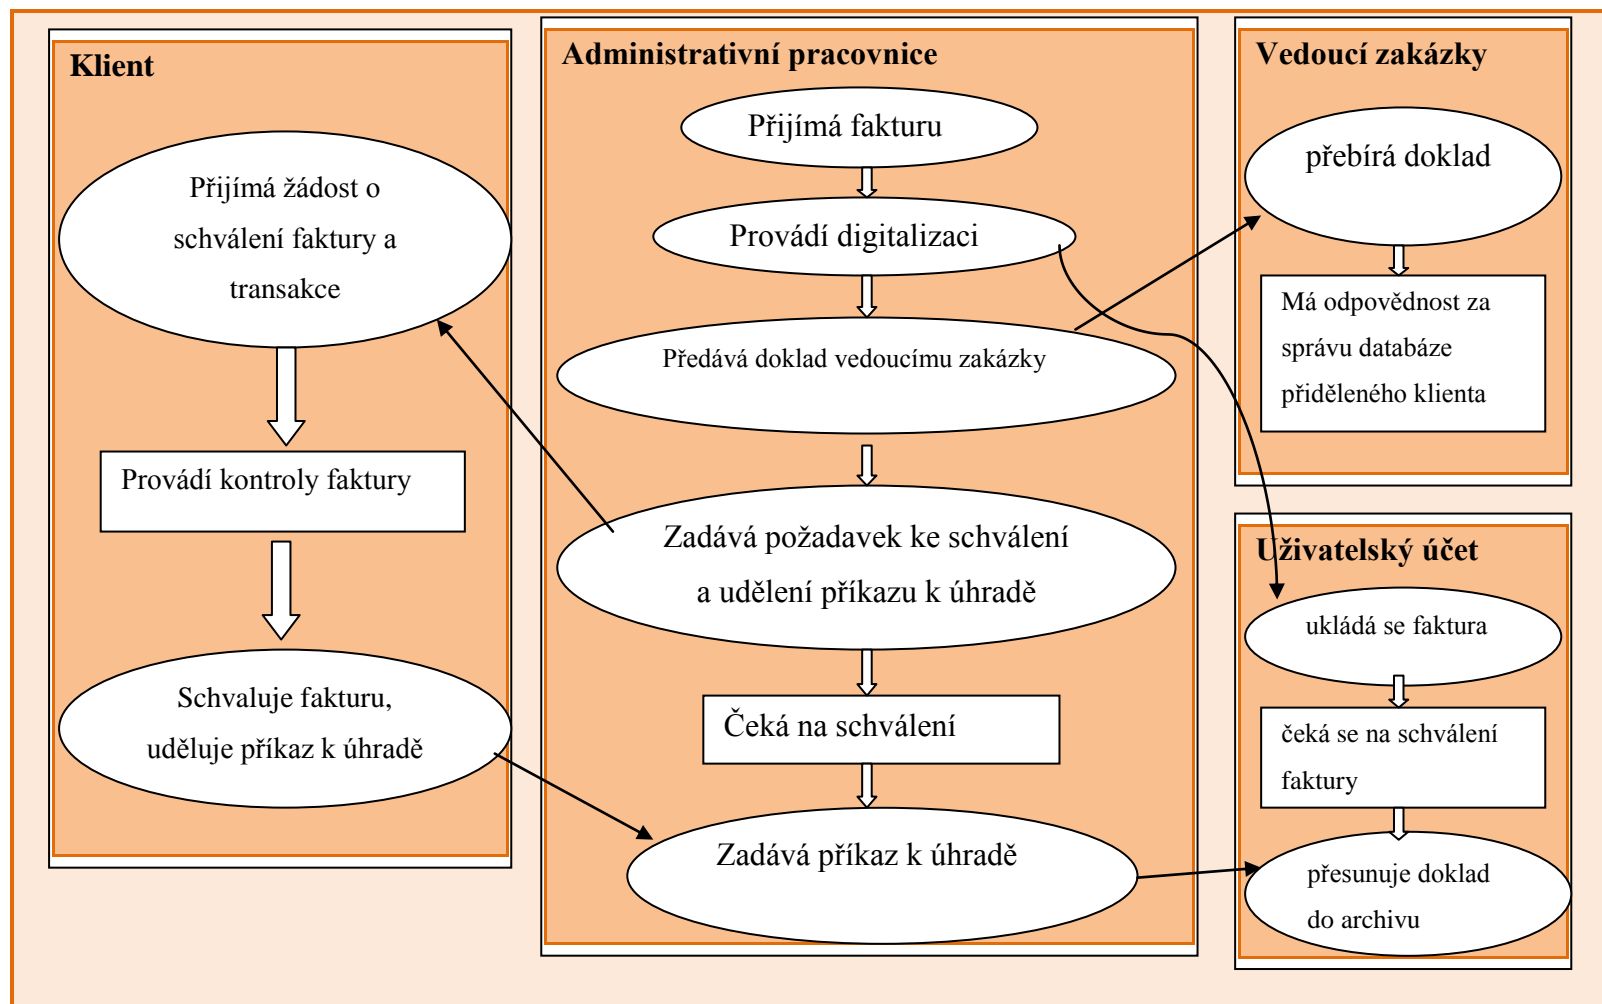 Klient
Přijímá žádost o
schválení faktury a
transakce
Provádí kontroly faktury
Schvaluje fakturu,
uděluje příkaz k úhradě
Administrativní pracovnice
Přijímá fakturu
Provádí digitalizaci
Předává doklad vedoucímu zakázky
Zadává požadavek ke schválení
a udělení příkazu k úhradě
Čeká na schválení
Zadává příkaz k úhradě
Vedoucí zakázky
přebírá doklad
Má odpovědnost za
správu databáze
přiděleného klienta
Uživatelský účet
ukládá se faktura
čeká se na schválení
faktury
přesunuje doklad
do archivu